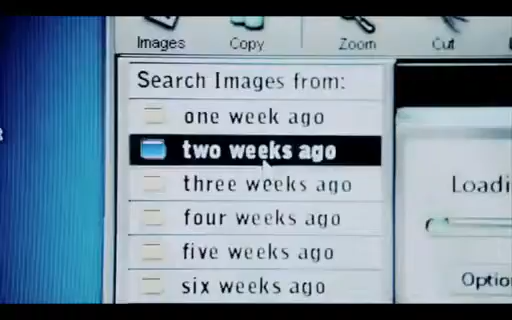 Images Copy Zoom Cut
Search Images from:
one week ago
two weeks ago
three weeks ago
four weeks ago
five weeks ago
six weeks ago
Loadi
Optio